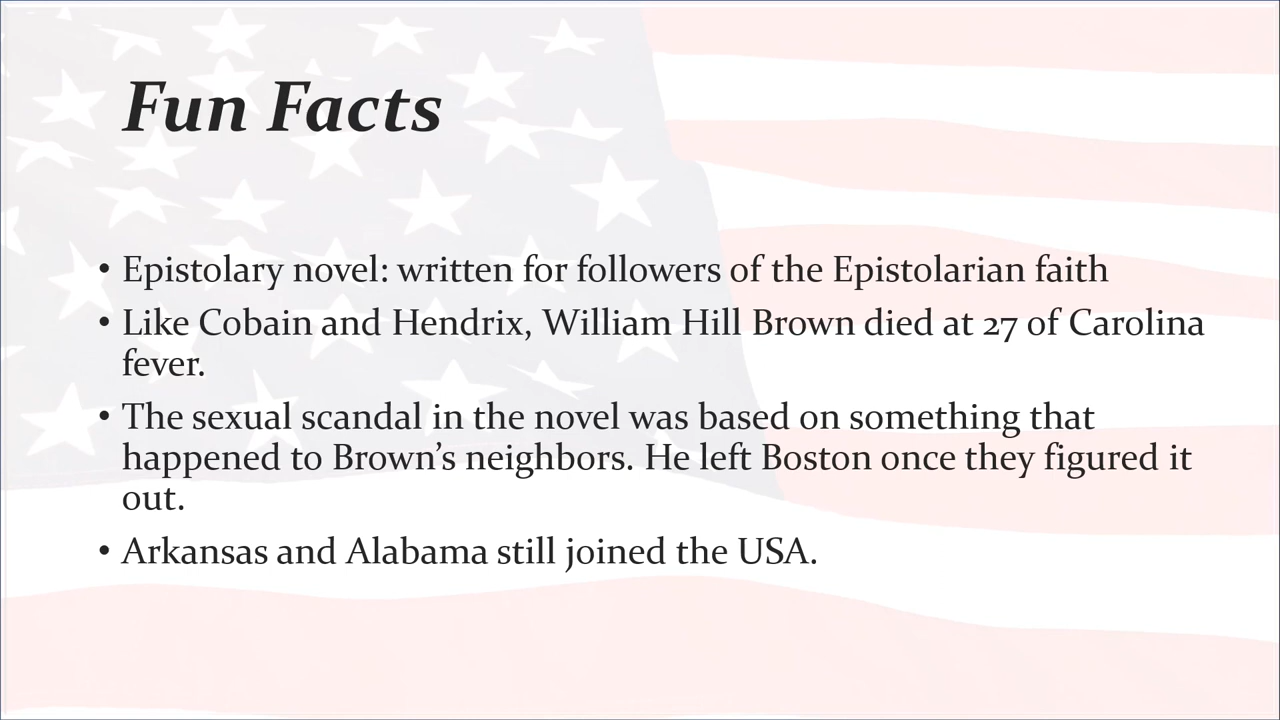 Fun Facts
• Epistolary novel: written for followers of the Epistolarian faith
• Like Cobain and Hendrix, William Hill Brown died at 27 of Carolina
fever.
• The sexual scandal in the novel was based on something that
happened to Brown’s neighbors. He left Boston once they figured it
out.
• Arkansas and Alabama still joined the USA.